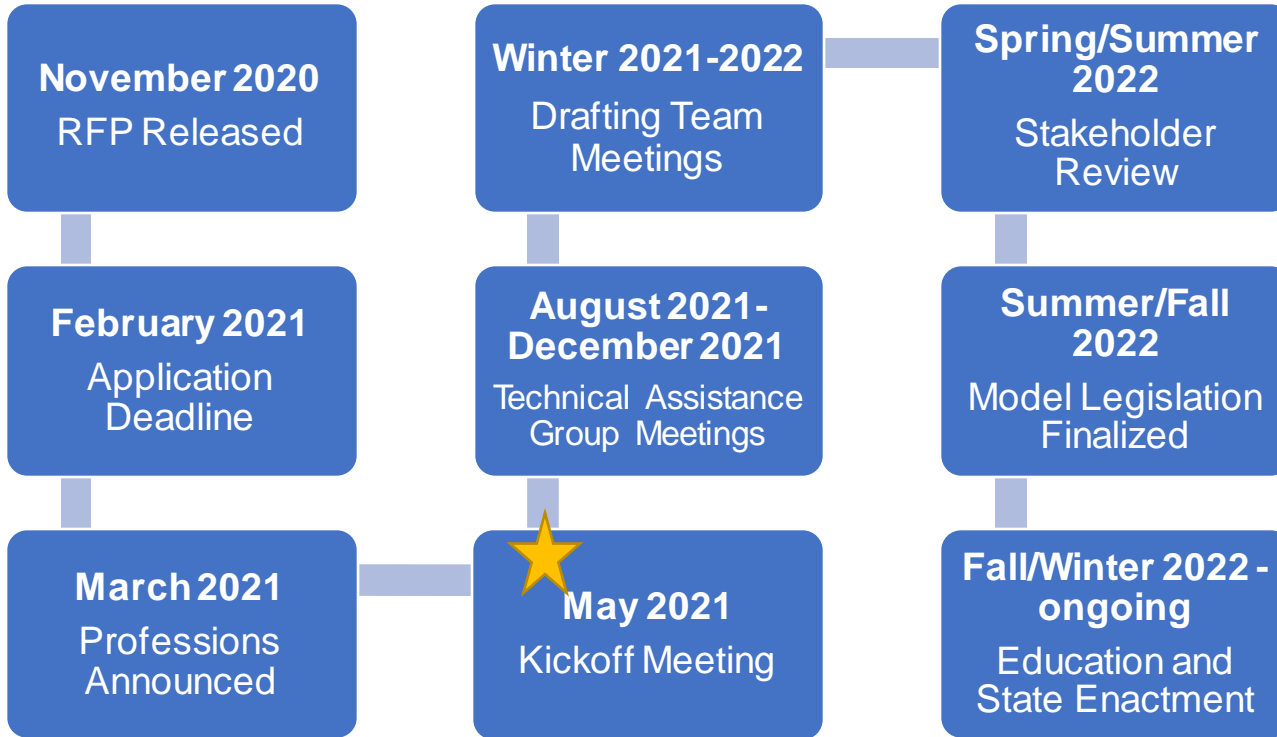 November 2020
RFP Released
February 2021
Application
Deadline
March 2021
Professions
Announced
May 2021
Kickoff Meeting
August 2021-
December 2021
Technical Assistance
Group Meetings
Winter 2021-2022
Drafting Team
Meetings
Spring/Summer
2022
Stakeholder
Review
Summer/Fall
2022
Model Legislation
Finalized
Fall/Winter 2022 -
ongoing
Education and
State Enactment